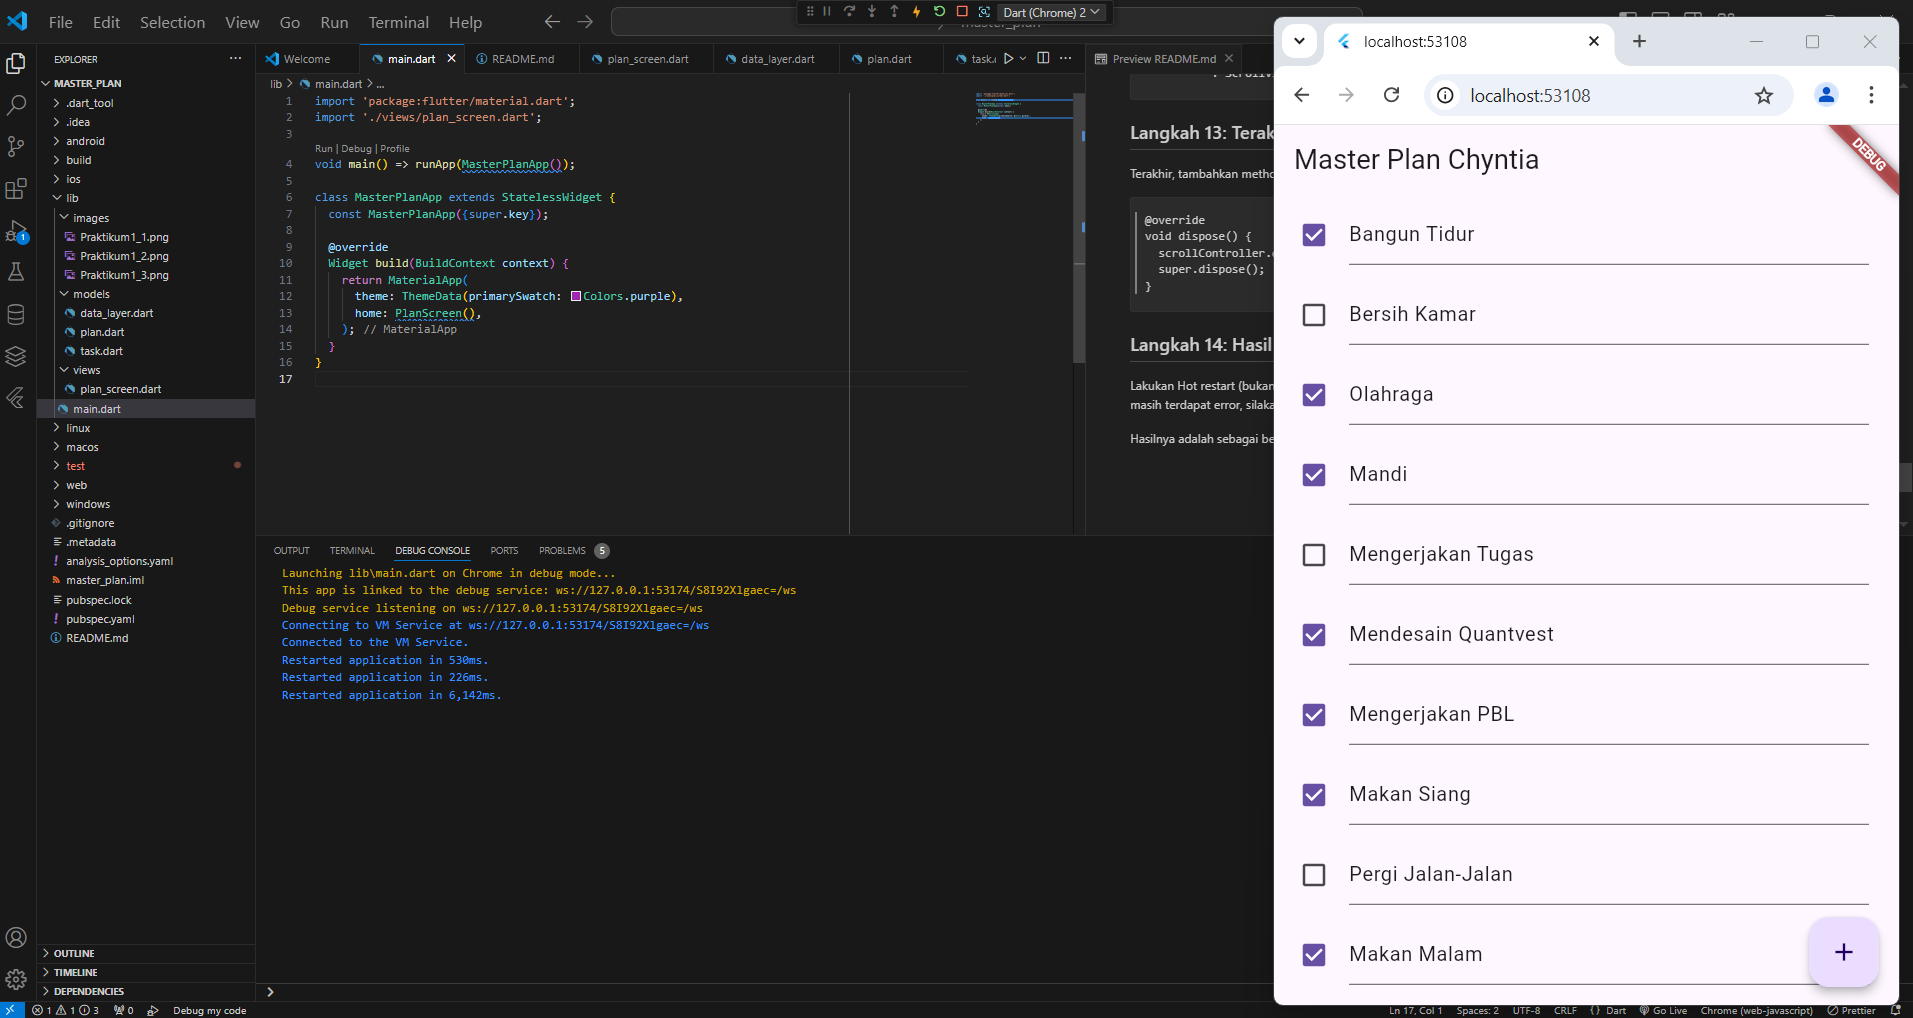 File Edit Selection View Go Run Terminal Help
Dart (Chrome) 2
EXPLORER
MASTER_PLAN
.dart_tool
.idea
android
build
ios
lib
images
Praktikum1_1.png
Praktikum1_2.png
Praktikum1_3.png
models
data_layer.dart
plan.dart
task.dart
views
plan_screen.dart
main.dart
linux
macos
test
web
windows
.gitignore
.metadata
analysis_options.yaml
master_plan.iml
pubspec.lock
pubspec.yaml
README.md
OUTLINE
TIMELINE
DEPENDENCIES
Welcome main.dart README.md plan_screen.dart data_layer.dart plan.dart task.
lib > main.dart > ...
1 import 'package:flutter/material.dart';
2 import './views/plan_screen.dart';
3
Run | Debug | Profile
4 void main() => runApp(MasterPlanApp());
5
6 class MasterPlanApp extends StatelessWidget {
7 const MasterPlanApp({super.key});
8
9 @override
10 Widget build(BuildContext context) {
11 return MaterialApp(
12 theme: ThemeData(primarySwatch: Colors.purple),
13 home: PlanScreen(),
14 ); // MaterialApp
15 }
16 }
17
Preview README.md
Langkah 13: Terak
Terakhir, tambahkan metho
@override
void dispose() {
scrollController.
super.dispose();
}
Langkah 14: Hasil
Lakukan Hot restart (bukan
masih terdapat error, silaka
Hasilnya adalah sebagai be
OUTPUT TERMINAL DEBUG CONSOLE PORTS PROBLEMS 5
Launching lib\main.dart on Chrome in debug mode...
This app is linked to the debug service: ws://127.0.0.1:53174/S8I92Xlgaec=/ws
Debug service listening on ws://127.0.0.1:53174/S8I92Xlgaec=/ws
Connecting to VM Service at ws://127.0.0.1:53174/S8I92Xlgaec=/ws
Connected to the VM Service.
Restarted application in 530ms.
Restarted application in 226ms.
Restarted application in 6,142ms.
localhost:53108
localhost:53108
DEBUG
Master Plan Chyntia
Bangun Tidur
Bersih Kamar
Olahraga
Mandi
Mengerjakan Tugas
Mendesain Quantvest
Mengerjakan PBL
Makan Siang
Pergi Jalan-Jalan
Makan Malam
+
1 1 3 0 Debug my code
Ln 17, Col 1 Spaces: 2 UTF-8 CRLF {} Dart Go Live Chrome (web-javascript) Prettier
1